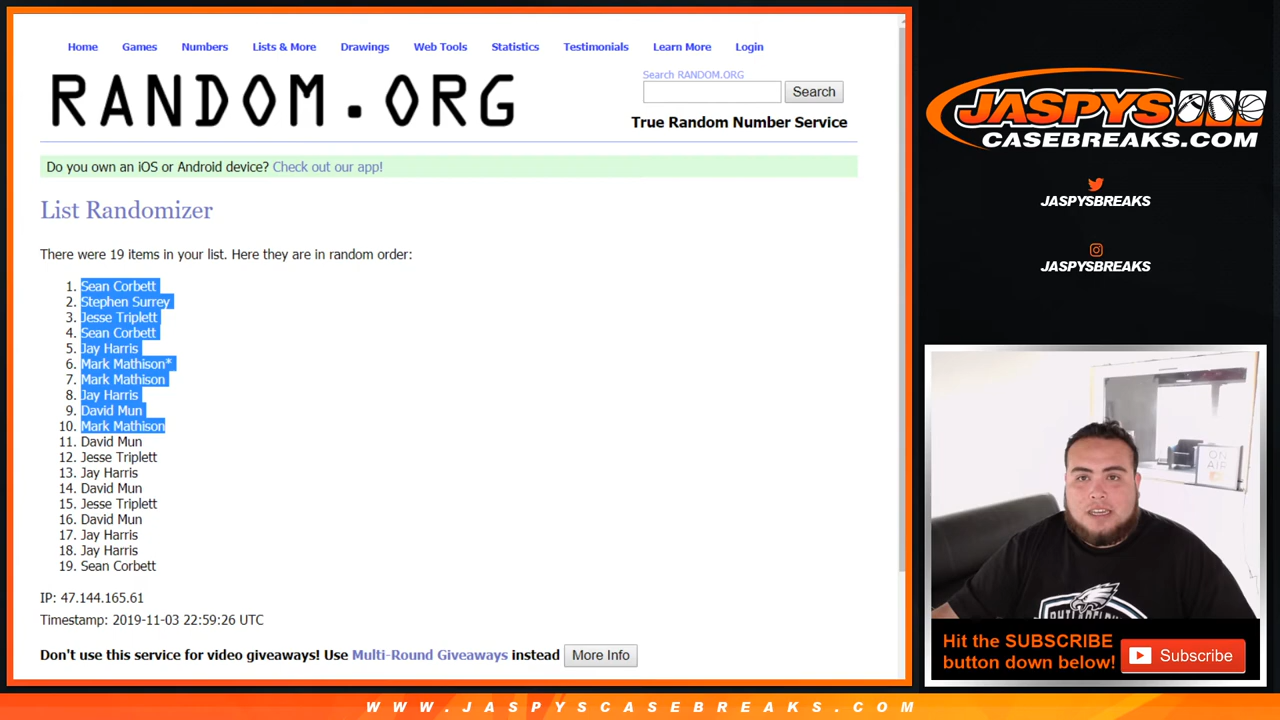 Home Games Numbers Lists & More Drawings Web Tools Statistics Testimonials Learn More Login
RANDOM.ORG
Search RANDOM.ORG
Search
True Random Number Service
Do you own an iOS or Android device? Check out our app!
List Randomizer
There were 19 items in your list. Here they are in random order:
1. Sean Corbett
2. Stephen Surrey
3. Jesse Triplett
4. Sean Corbett
5. Jay Harris
6. Mark Mathison*
7. Mark Mathison
8. Jay Harris
9. David Mun
10. Mark Mathison
11. David Mun
12. Jesse Triplett
13. Jay Harris
14. David Mun
15. Jesse Triplett
16. David Mun
17. Jay Harris
18. Jay Harris
19. Sean Corbett
IP: 47.144.165.61
Timestamp: 2019-11-03 22:59:26 UTC
Don't use this service for video giveaways! Use Multi-Round Giveaways instead
More Info
JASPYS
CASEBREAKS.COM
JASPYSBREAKS
JASPYSBREAKS
ON
AIR
Hit the SUBSCRIBE
button down below!
Subscribe
WWW.JASPYSCASEBREAKS.COM